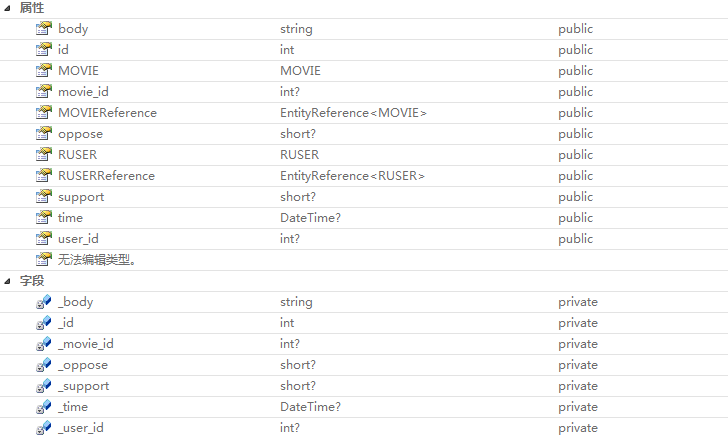 属性
body string public
id int public
MOVIE MOVIE public
movie_id int? public
MOVIEReference EntityReference<MOVIE> public
oppose short? public
RUSER RUSER public
RUSERReference EntityReference<RUSER> public
support short? public
time DateTime? public
user_id int? public
无法编辑类型。
字段
_body string private
_id int private
_movie_id int? private
_oppose short? private
_support short? private
_time DateTime? private
_user_id int? private